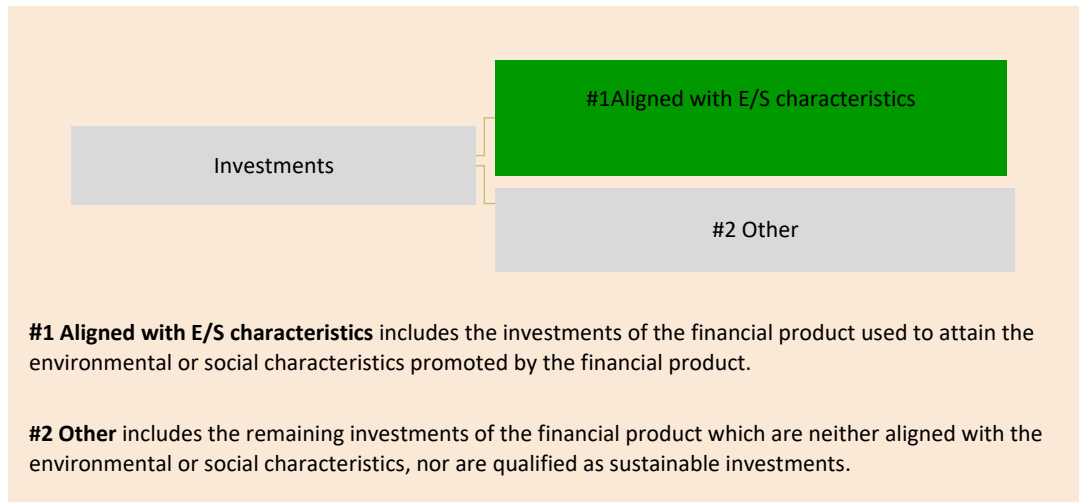 #1Aligned with E/S characteristics
Investments
#2 Other
#1 Aligned with E/S characteristics includes the investments of the financial product used to attain the
environmental or social characteristics promoted by the financial product.
#2 Other includes the remaining investments of the financial product which are neither aligned with the
environmental or social characteristics, nor are qualified as sustainable investments.